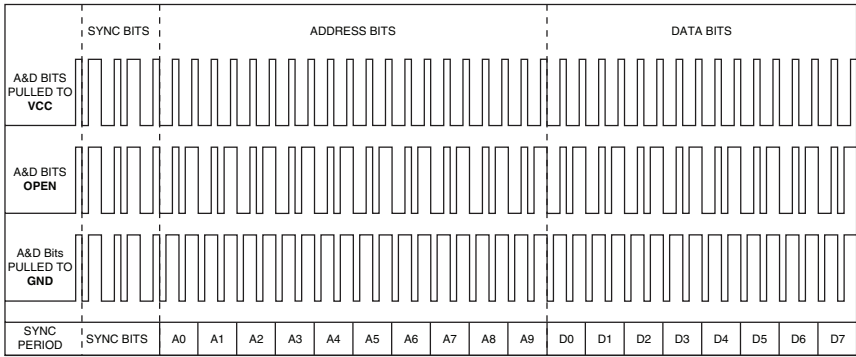 SYNC BITS ADDRESS BITS DATA BITS
A&D BITS
PULLED TO
VCC
A&D BITS
OPEN
A&D Bits
PULLED TO
GND
SYNC
PERIOD
SYNC BITS A0 A1 A2 A3 A4 A5 A6 A7 A8 A9 D0 D1 D2 D3 D4 D5 D6 D7